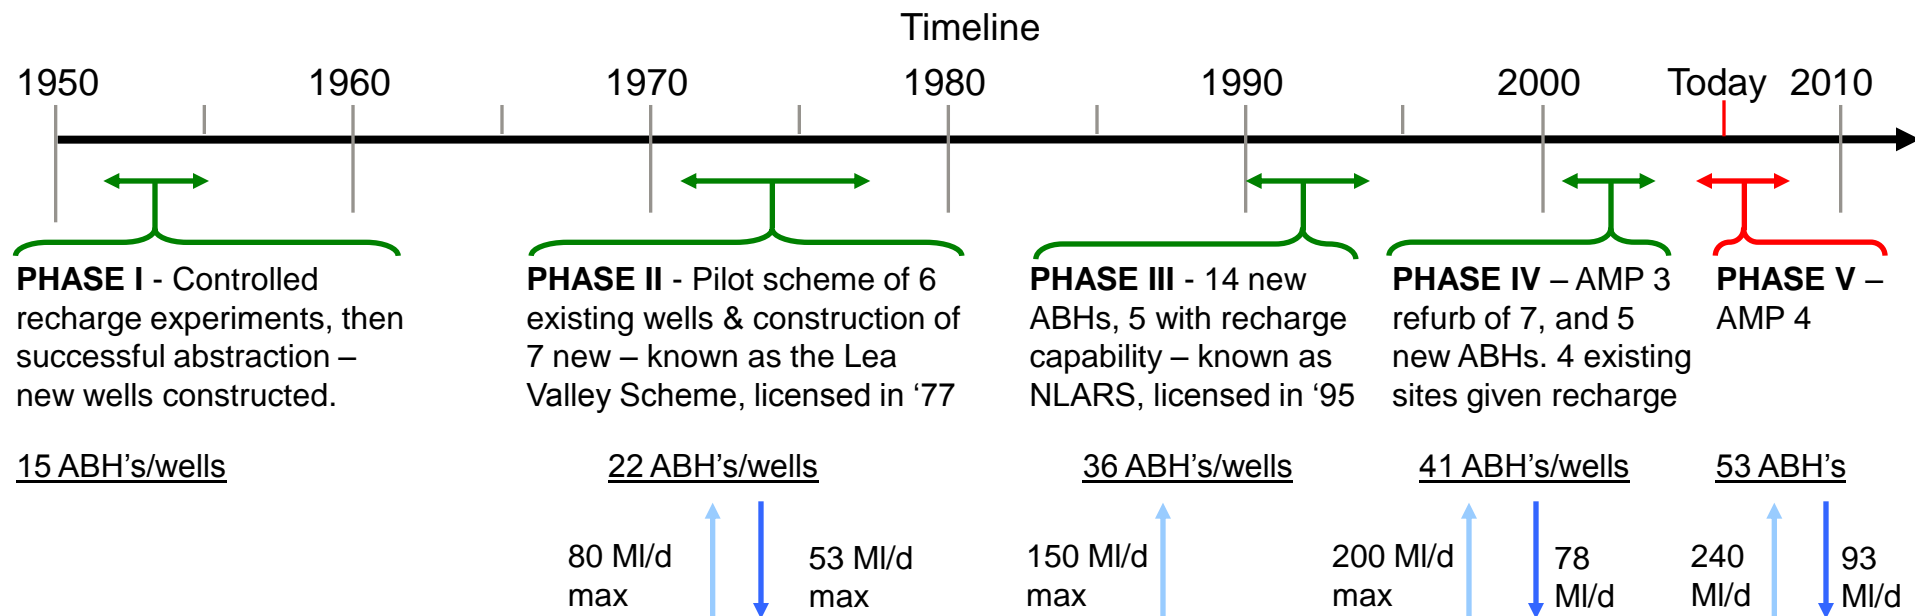 Timeline
1950 1960 1970 1980 1990 2000 Today 2010
PHASE I - Controlled
recharge experiments, then
successful abstraction –
new wells constructed.
PHASE II - Pilot scheme of 6
existing wells & construction of
7 new – known as the Lea
Valley Scheme, licensed in ‘77
PHASE III - 14 new
ABHs, 5 with recharge
capability – known as
NLARS, licensed in ‘95
PHASE IV – AMP 3
refurb of 7, and 5
new ABHs. 4 existing
sites given recharge
PHASE V –
AMP 4
15 ABH’s/wells
22 ABH’s/wells
36 ABH’s/wells
41 ABH’s/wells
53 ABH’s
80 Ml/d
max
53 Ml/d
max
150 Ml/d
max
200 Ml/d
max
78
Ml/d
240
Ml/d
93
Ml/d